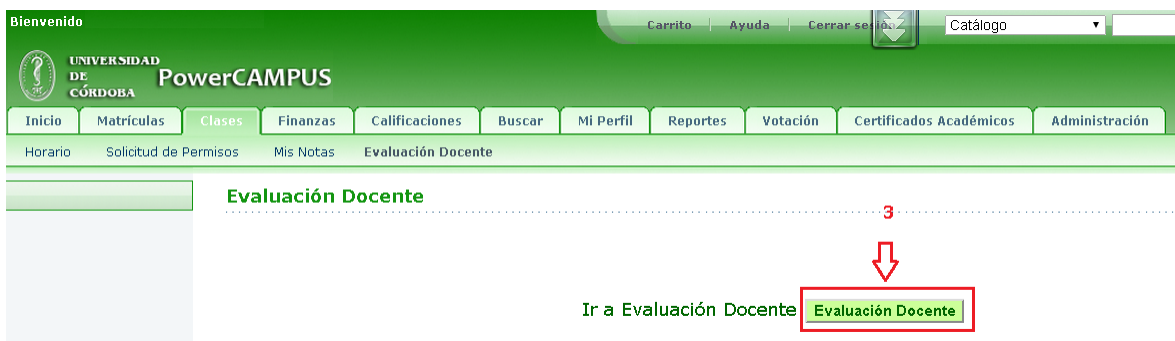 Bienvenido
Carrito Ayuda Cerrar sesión Catálogo
UNIVERSIDAD
DE
CÓRDOBA
PowerCAMPUS
Inicio Matrículas Clases Finanzas Calificaciones Buscar Mi Perfil Reportes Votación Certificados Académicos Administración
Horario Solicitud de Permisos Mis Notas Evaluación Docente
Evaluación Docente
3
Ir a Evaluación Docente Evaluación Docente